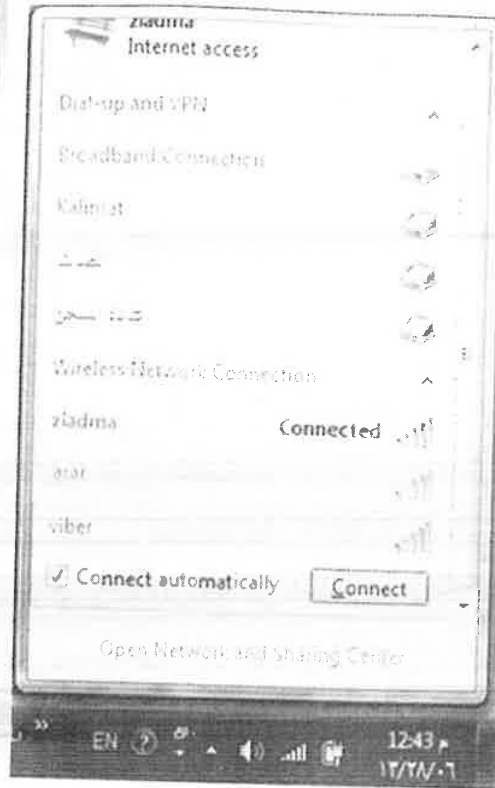 ziadma
Internet access
Dial-up and VPN
Broadband Connection
Wireless Network Connection
ziadma
Connected
arar
viber
Connect automatically
Connect
Open Network and Sharing Center
EN
12:43 م